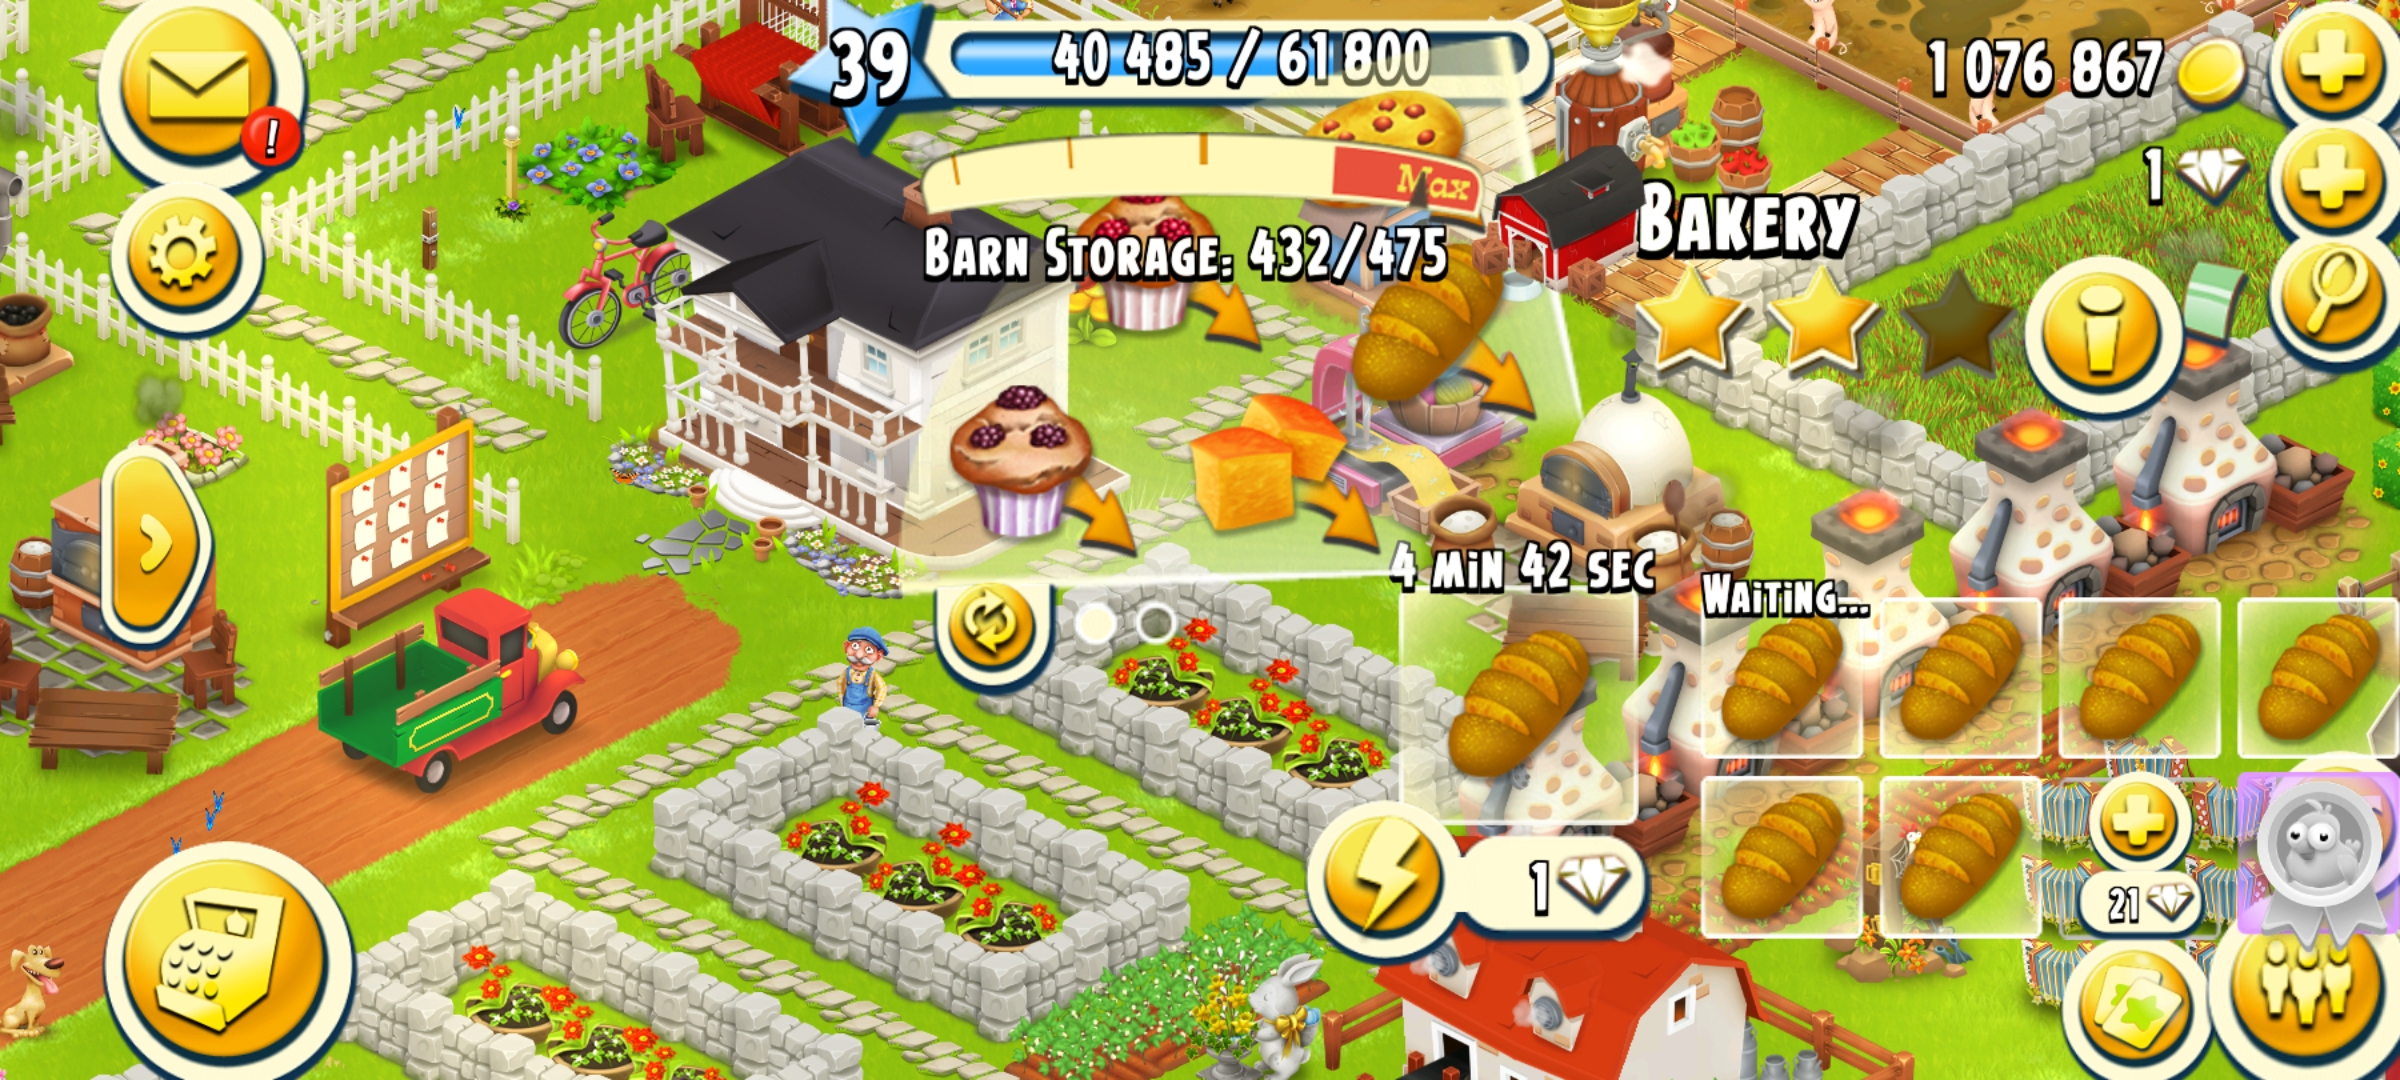 39
40 485 / 61 800
1 076 867
!
Max
1
Barn Storage: 432/475
Bakery
4 min 42 sec
Waiting...
1
21